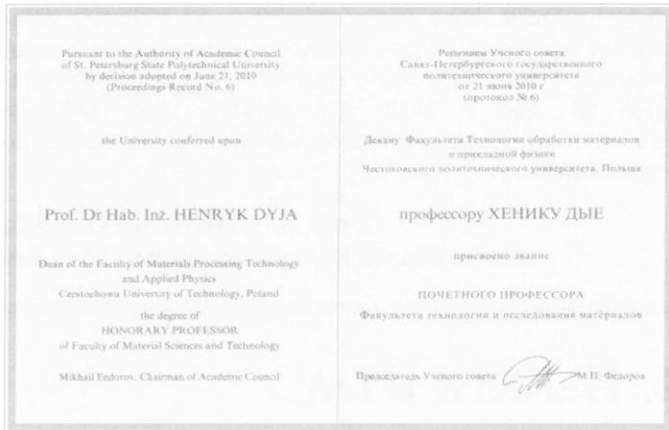 Pursuant to the Authority of Academic Council
of St. Petersburg State Polytechnical University
by decision adopted on June 21, 2010
(Proceedings Record No. 6)
the University conferred upon
Prof. Dr Hab. Inż. HENRYK DYJA
Dean of the Faculty of Materials Processing Technology
and Applied Physics
Czestochowa University of Technology, Poland
the degree of
HONORARY PROFESSOR
of Faculty of Material Sciences and Technology
Mikhail Fedorov, Chairman of Academic Council
Решением Ученого совета
Санкт-Петербургского государственного
политехнического университета
от 21 июня 2010 г
(протокол № 6)
Декану Факультета Технологии обработки материалов
и прикладной физики
Честоховского политехнического университета, Польша
профессору ХЕНИКУ ДЫЕ
присвоено звание
ПОЧЕТНОГО ПРОФЕССОРА
Факультета технологии и исследования материалов
Председатель Ученого совета М.П. Федоров